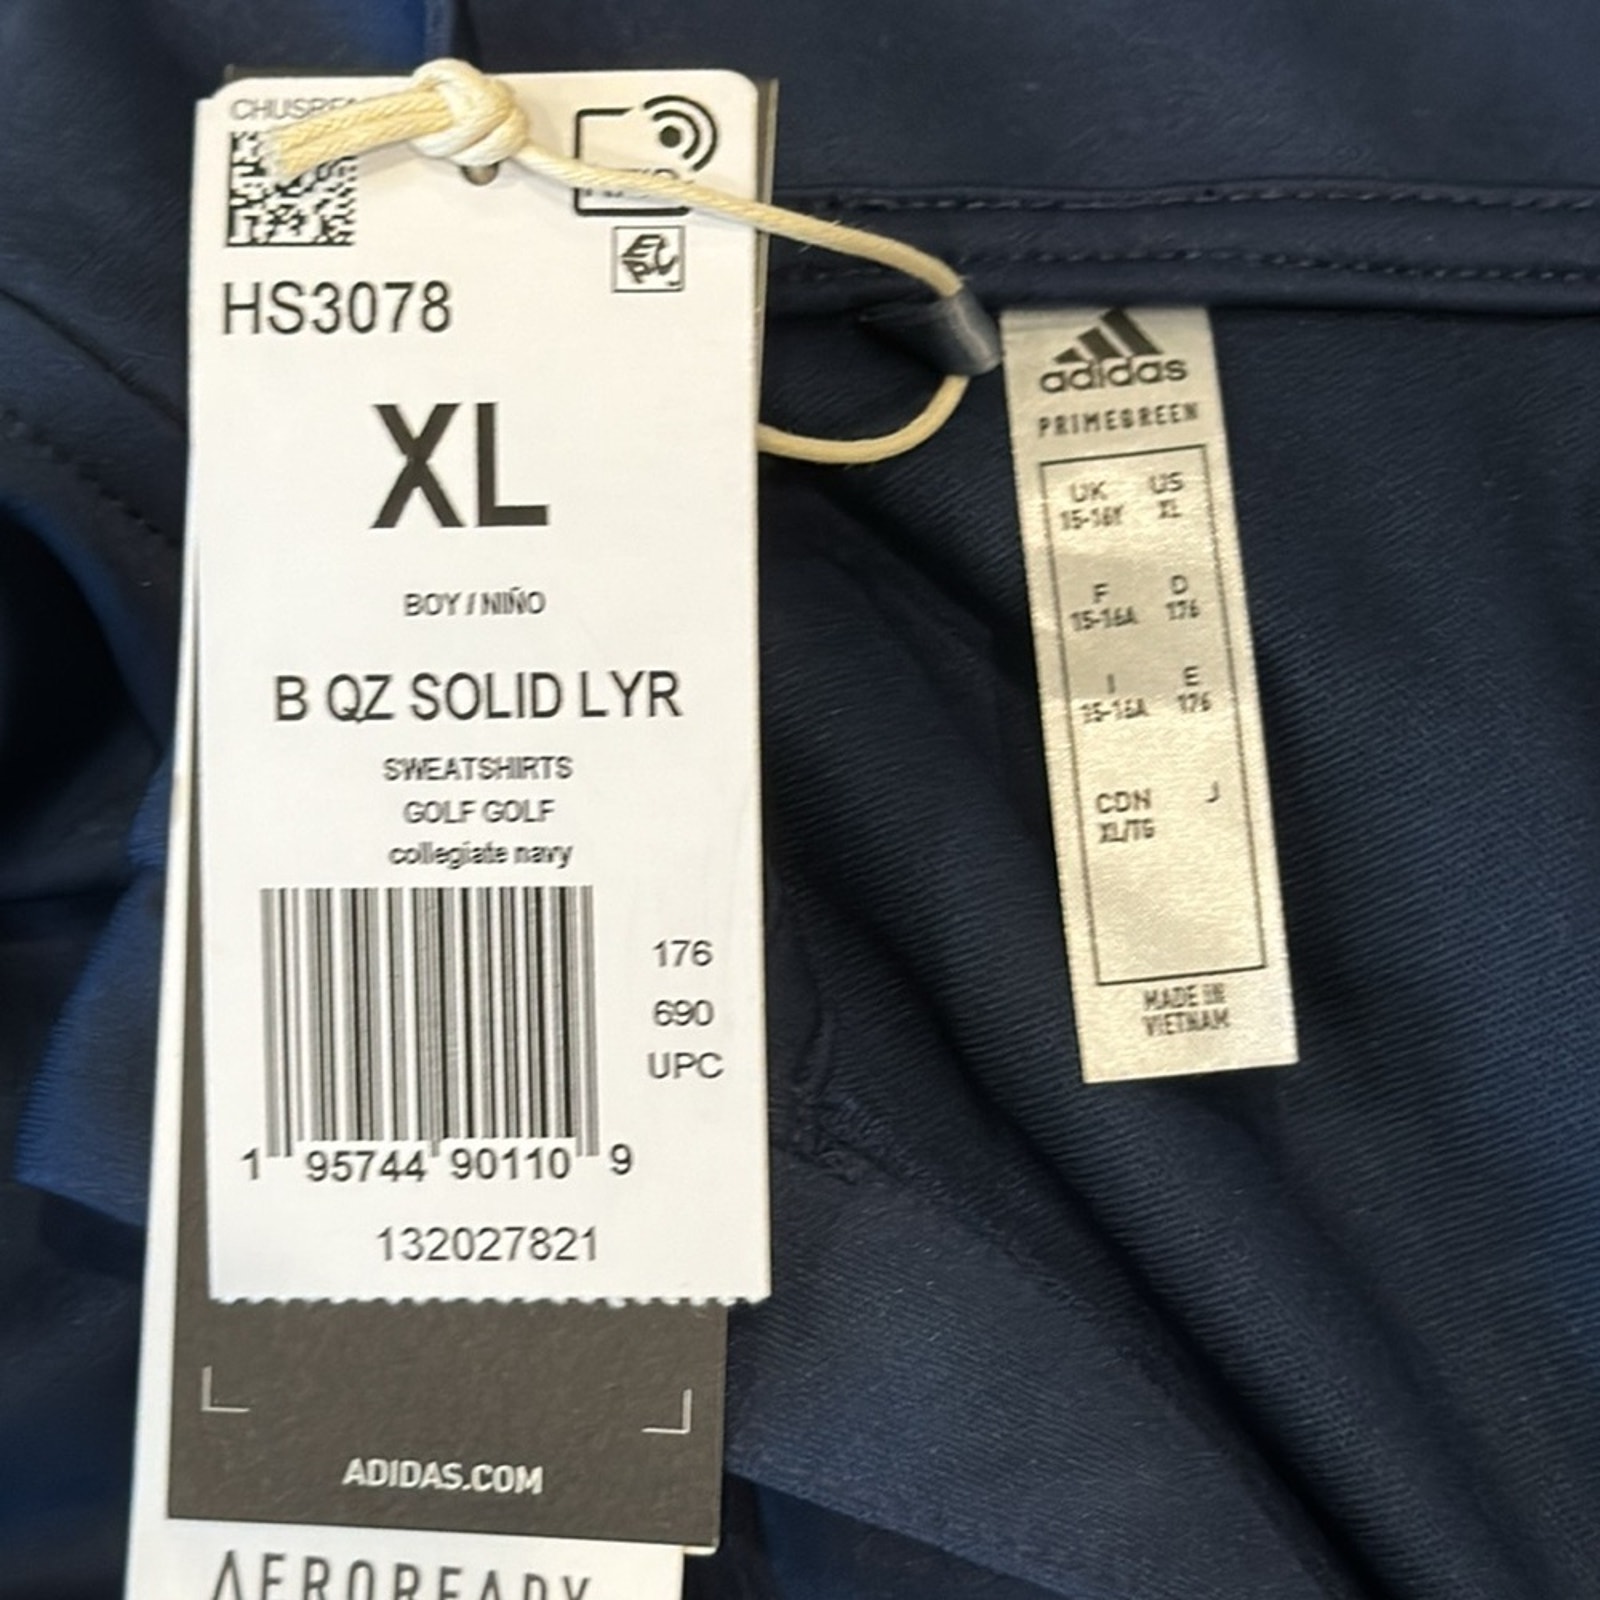 HS3078
XL
BOY / NIÑO
B QZ SOLID LYR
SWEATSHIRTS
GOLF GOLF
collegiate navy
176
690
UPC
1 95744 90110 9
132027821
ADIDAS.COM
AEROREADY
adidas
PRIMEGREEN
UK US
15-16Y XL
F D
15-16A 176
I E
15-16A 176
CDN J
XL/TG
MADE IN
VIETNAM